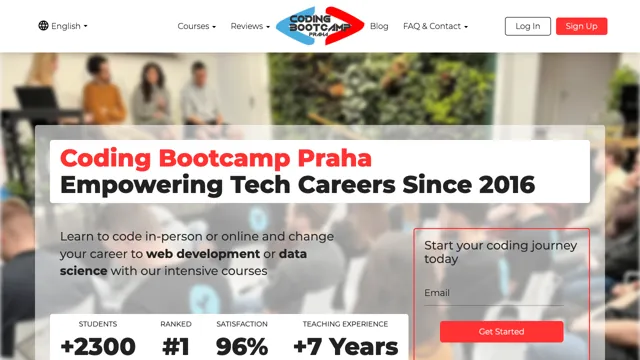 English
Courses
Reviews
CODING
BOOTCAMP
PRAHA
Blog
FAQ & Contact
Log In
Sign Up
Coding Bootcamp Praha
Empowering Tech Careers Since 2016
Learn to code in-person or online and change
your career to web development or data
science with our intensive courses
Start your coding journey
today
Email
Get Started
STUDENTS
RANKED
SATISFACTION
TEACHING EXPERIENCE
+2300
#1
96%
+7 Years